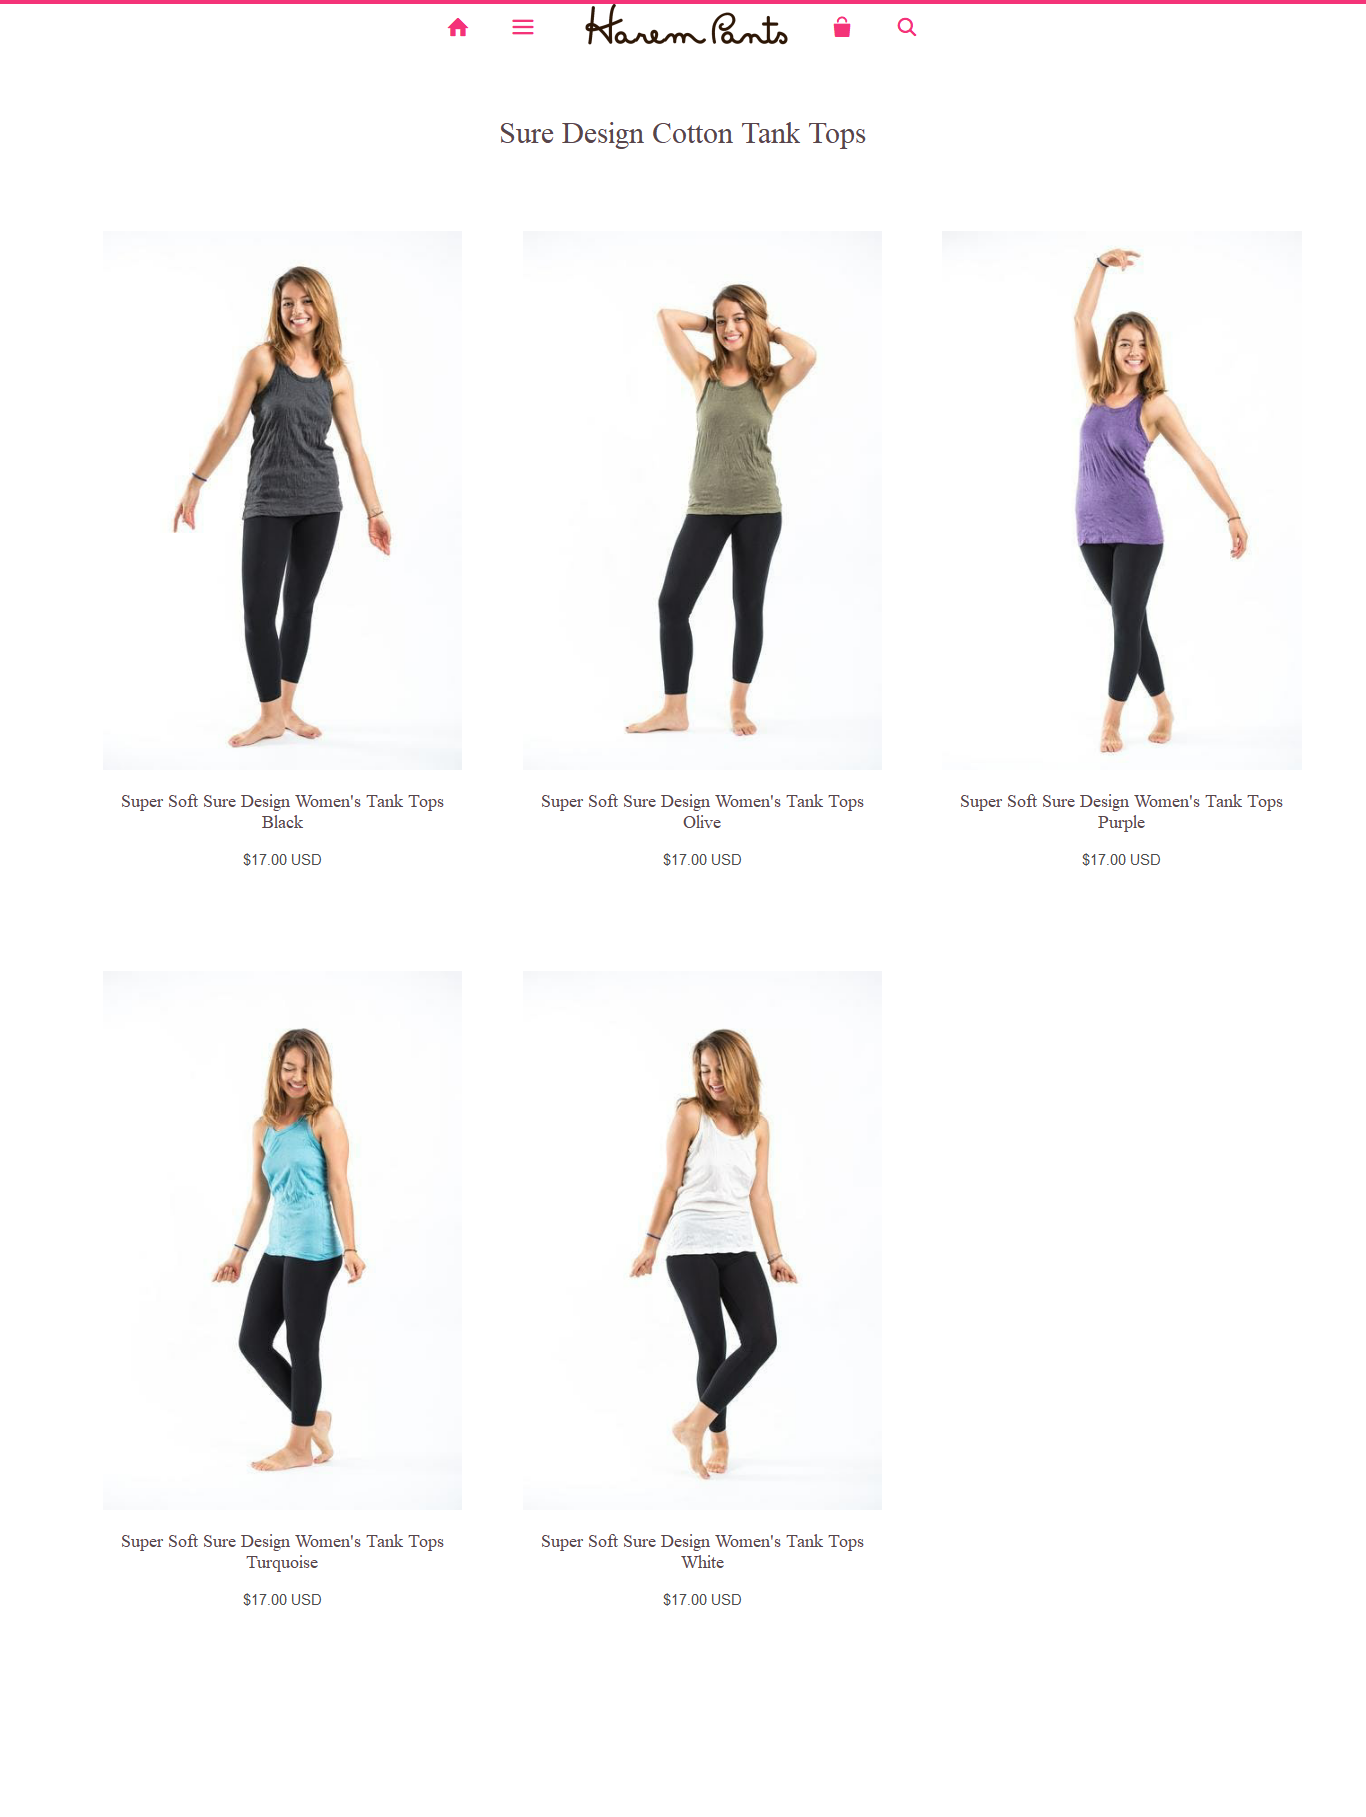 Harem Pants
Sure Design Cotton Tank Tops
Super Soft Sure Design Women's Tank Tops
Black
$17.00 USD
Super Soft Sure Design Women's Tank Tops
Olive
$17.00 USD
Super Soft Sure Design Women's Tank Tops
Purple
$17.00 USD
Super Soft Sure Design Women's Tank Tops
Turquoise
$17.00 USD
Super Soft Sure Design Women's Tank Tops
White
$17.00 USD